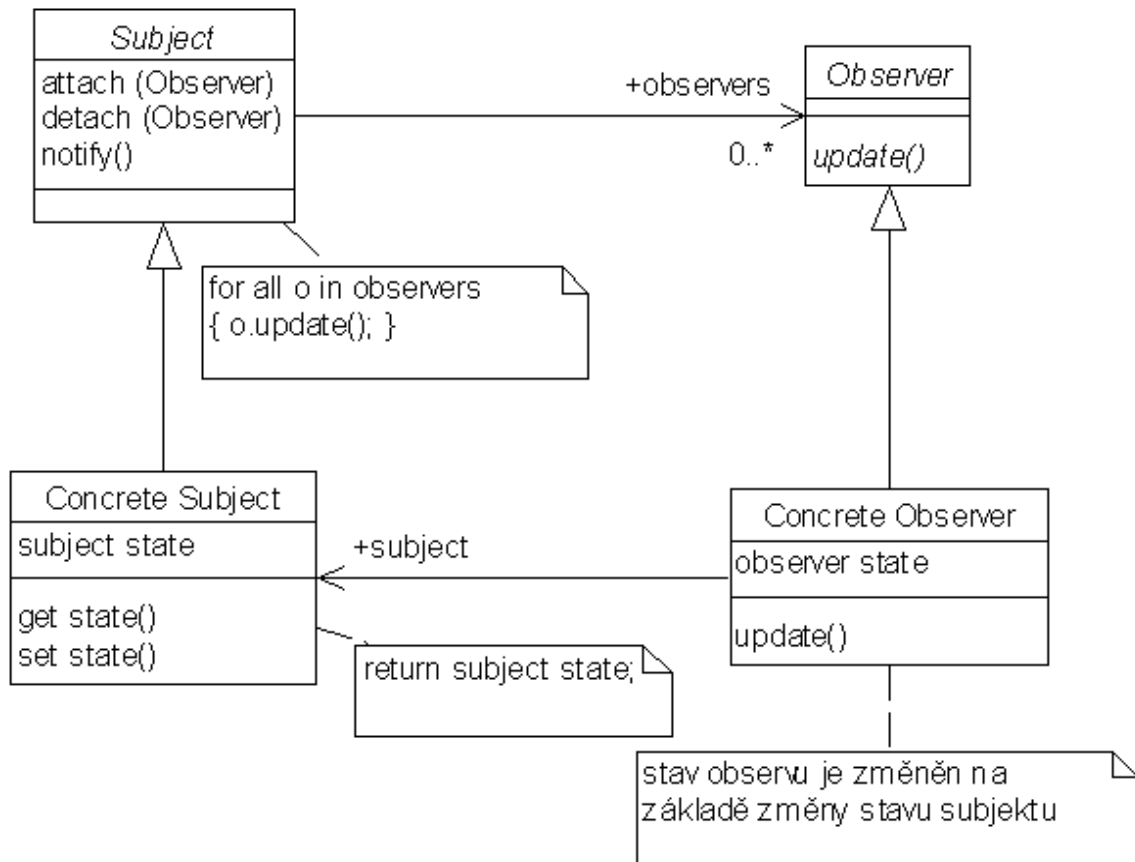 Subject
attach (Observer)
detach (Observer)
notify()
+observers
0..*
Observer
update()
for all o in observers
{ o.update(); }
Concrete Subject
subject state
get state()
set state()
+subject
return subject state;
Concrete Observer
observer state
update()
stav observu je změněn na
základě změny stavu subjektu